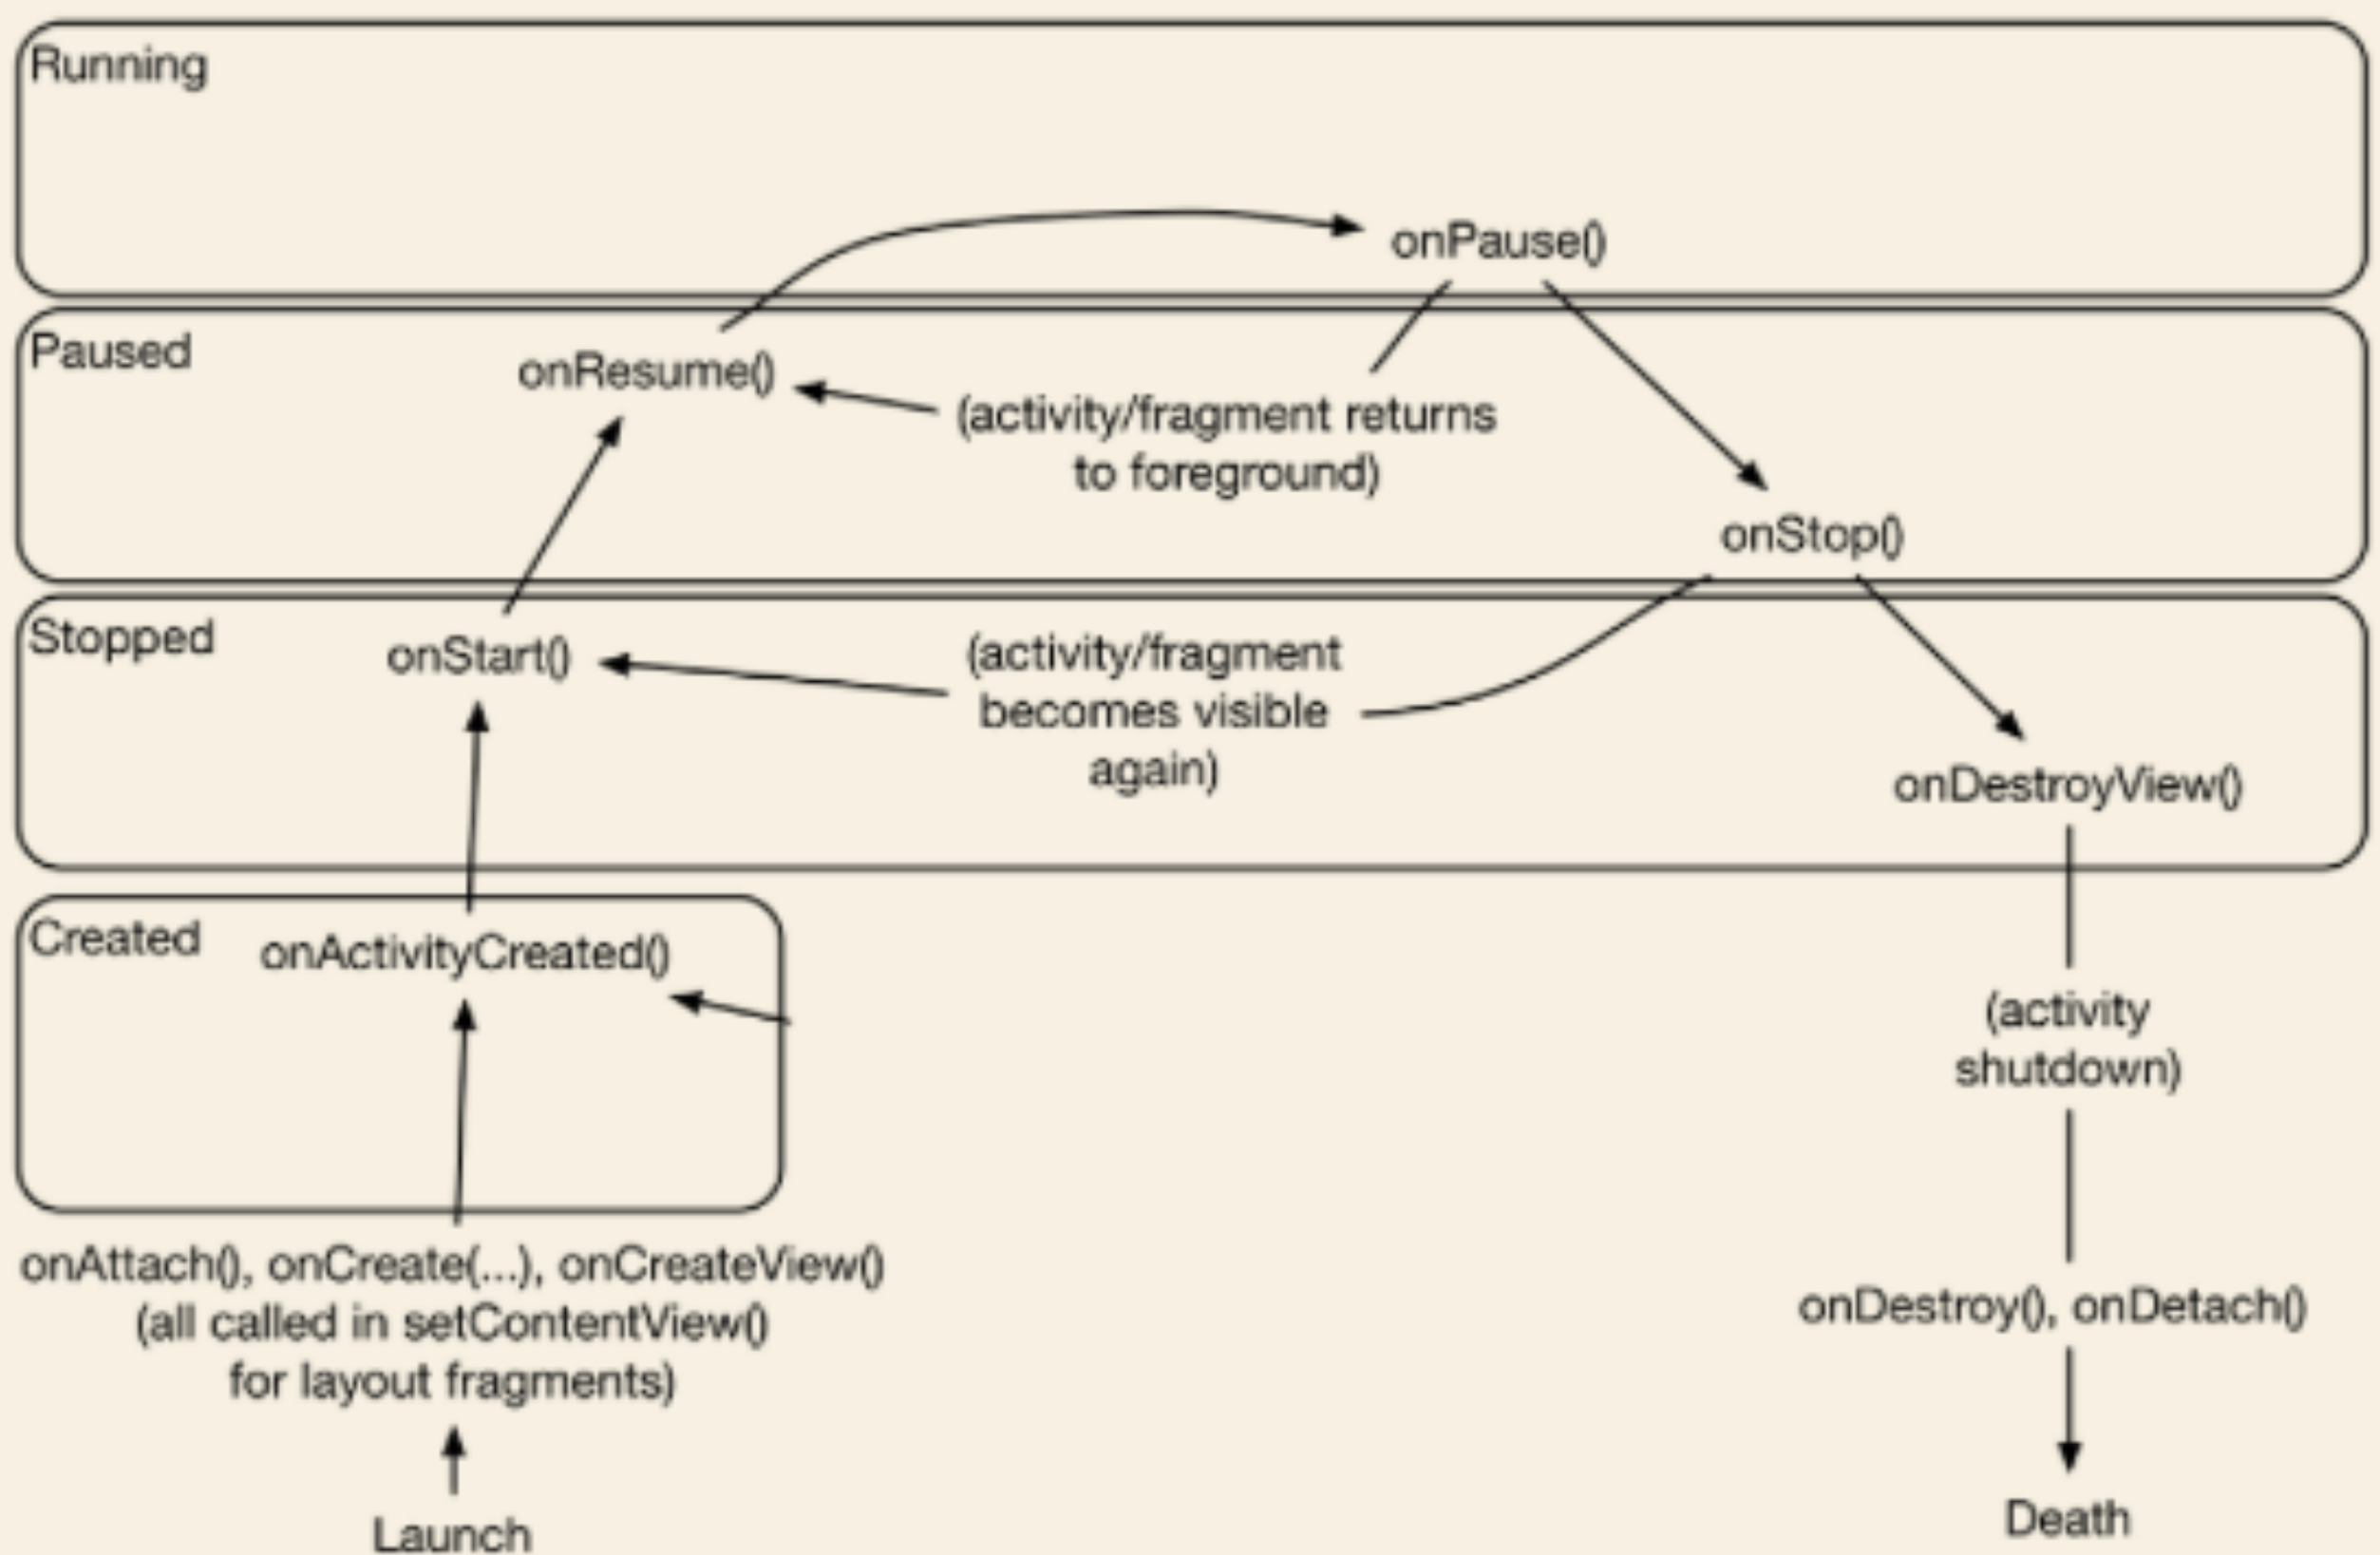 Running
onPause()
Paused
onResume()
(activity/fragment returns
to foreground)
onStop()
Stopped
onStart()
(activity/fragment
becomes visible
again)
onDestroyView()
Created
onActivityCreated()
(activity
shutdown)
onAttach(), onCreate(...), onCreateView()
(all called in setContentView()
for layout fragments)
onDestroy(), onDetach()
Launch
Death